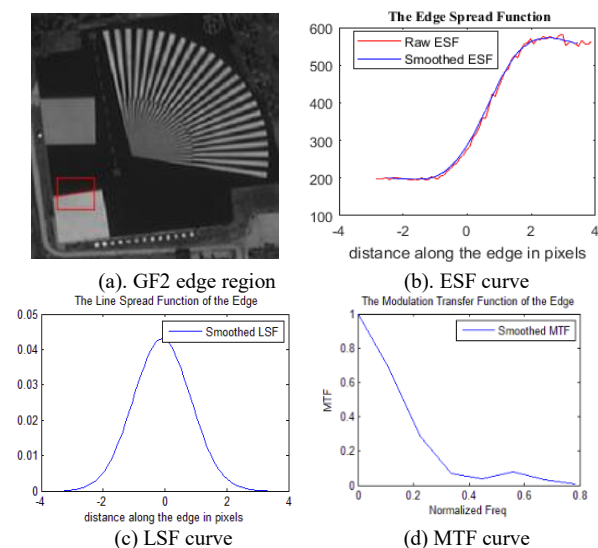 The Edge Spread Function
Raw ESF
Smoothed ESF
600
500
400
300
200
100
-4
-2
0
2
4
distance along the edge in pixels
(a). GF2 edge region
(b). ESF curve
The Line Spread Function of the Edge
Smoothed LSF
0.05
0.04
0.03
0.02
0.01
0
-4
-2
0
2
4
distance along the edge in pixels
(c) LSF curve
The Modulation Transfer Function of the Edge
Smoothed MTF
1
0.8
0.6
0.4
0.2
0
MTF
0
0.2
0.4
0.6
0.8
Normalized Freq
(d) MTF curve